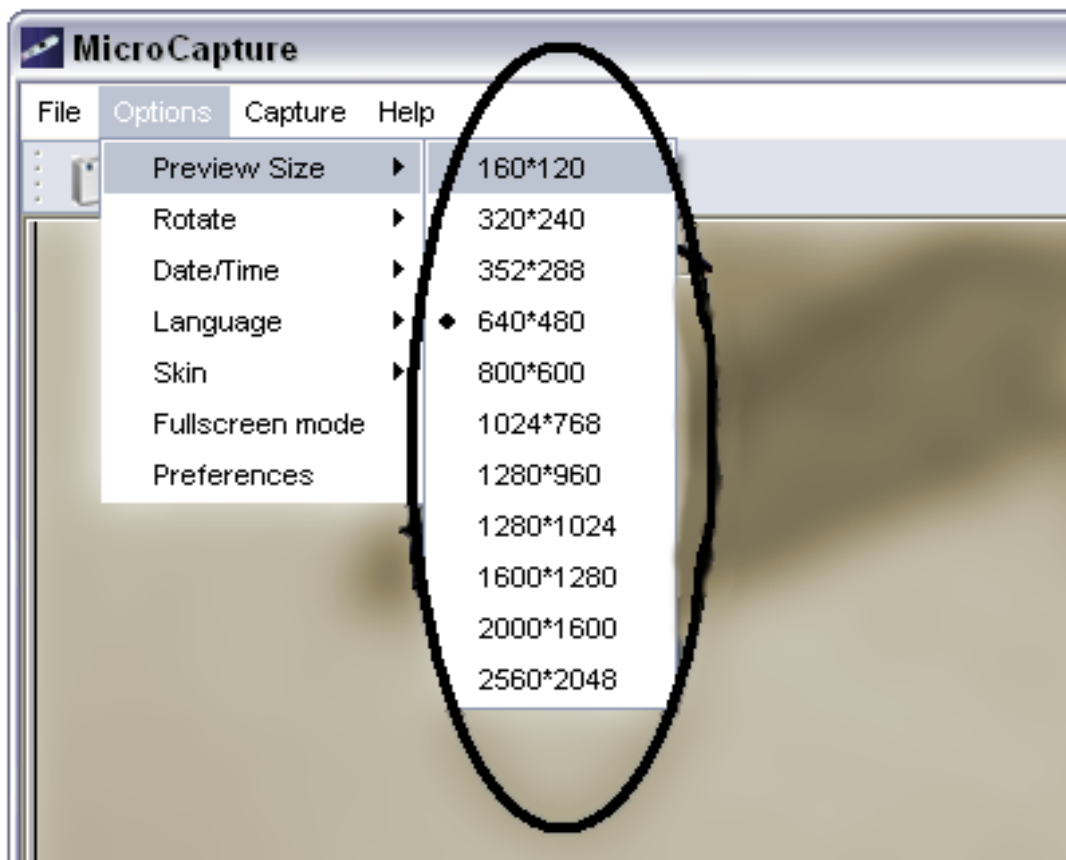 MicroCapture
File Options Capture Help
Preview Size
Rotate
Date/Time
Language
Skin
Fullscreen mode
Preferences
160*120
320*240
352*288
640*480
800*600
1024*768
1280*960
1280*1024
1600*1280
2000*1600
2560*2048